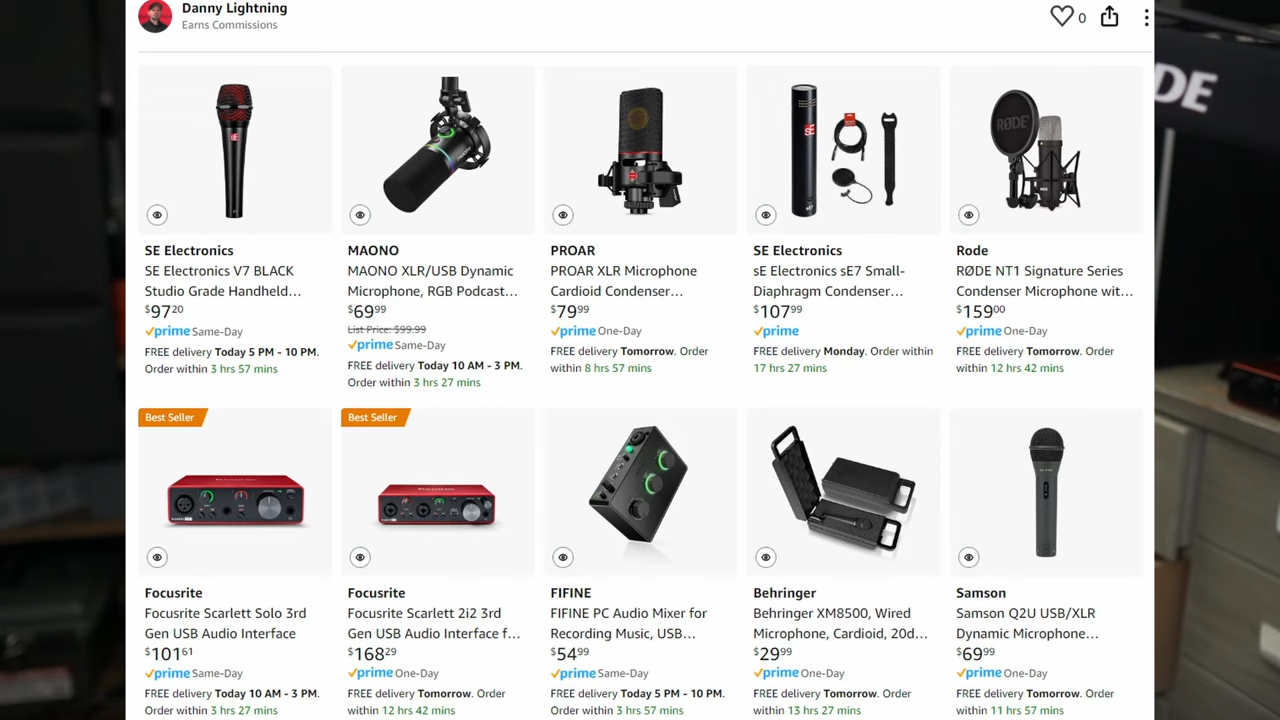 Danny Lightning
Earns Commissions
0
DE
RØDE
SE Electronics
SE Electronics V7 BLACK
Studio Grade Handheld...
$97.20
prime Same-Day
FREE delivery Today 5 PM - 10 PM.
Order within 3 hrs 57 mins
MAONO
MAONO XLR/USB Dynamic
Microphone, RGB Podcast...
$69.99
List Price: $99.99
prime Same-Day
FREE delivery Today 10 AM - 3 PM.
Order within 3 hrs 27 mins
PROAR
PROAR XLR Microphone
Cardioid Condenser...
$79.99
prime One-Day
FREE delivery Tomorrow. Order
within 8 hrs 57 mins
SE Electronics
sE Electronics sE7 Small-
Diaphragm Condenser...
$107.99
prime
FREE delivery Monday. Order within
17 hrs 27 mins
Rode
RØDE NT1 Signature Series
Condenser Microphone wit...
$159.00
prime One-Day
FREE delivery Tomorrow. Order
within 12 hrs 42 mins
Best Seller
Focusrite
Focusrite Scarlett Solo 3rd
Gen USB Audio Interface
$101.61
prime Same-Day
FREE delivery Today 10 AM - 3 PM.
Order within 3 hrs 27 mins
Best Seller
Focusrite
Focusrite Scarlett 2i2 3rd
Gen USB Audio Interface f...
$168.29
prime One-Day
FREE delivery Tomorrow. Order
within 12 hrs 42 mins
FIFINE
FIFINE PC Audio Mixer for
Recording Music, USB...
$54.99
prime Same-Day
FREE delivery Today 5 PM - 10 PM.
Order within 3 hrs 57 mins
Behringer
Behringer XM8500, Wired
Microphone, Cardioid, 20d...
$29.99
prime One-Day
FREE delivery Tomorrow. Order
within 13 hrs 27 mins
Samson
Samson Q2U USB/XLR
Dynamic Microphone...
$69.99
prime One-Day
FREE delivery Tomorrow. Order
within 11 hrs 57 mins